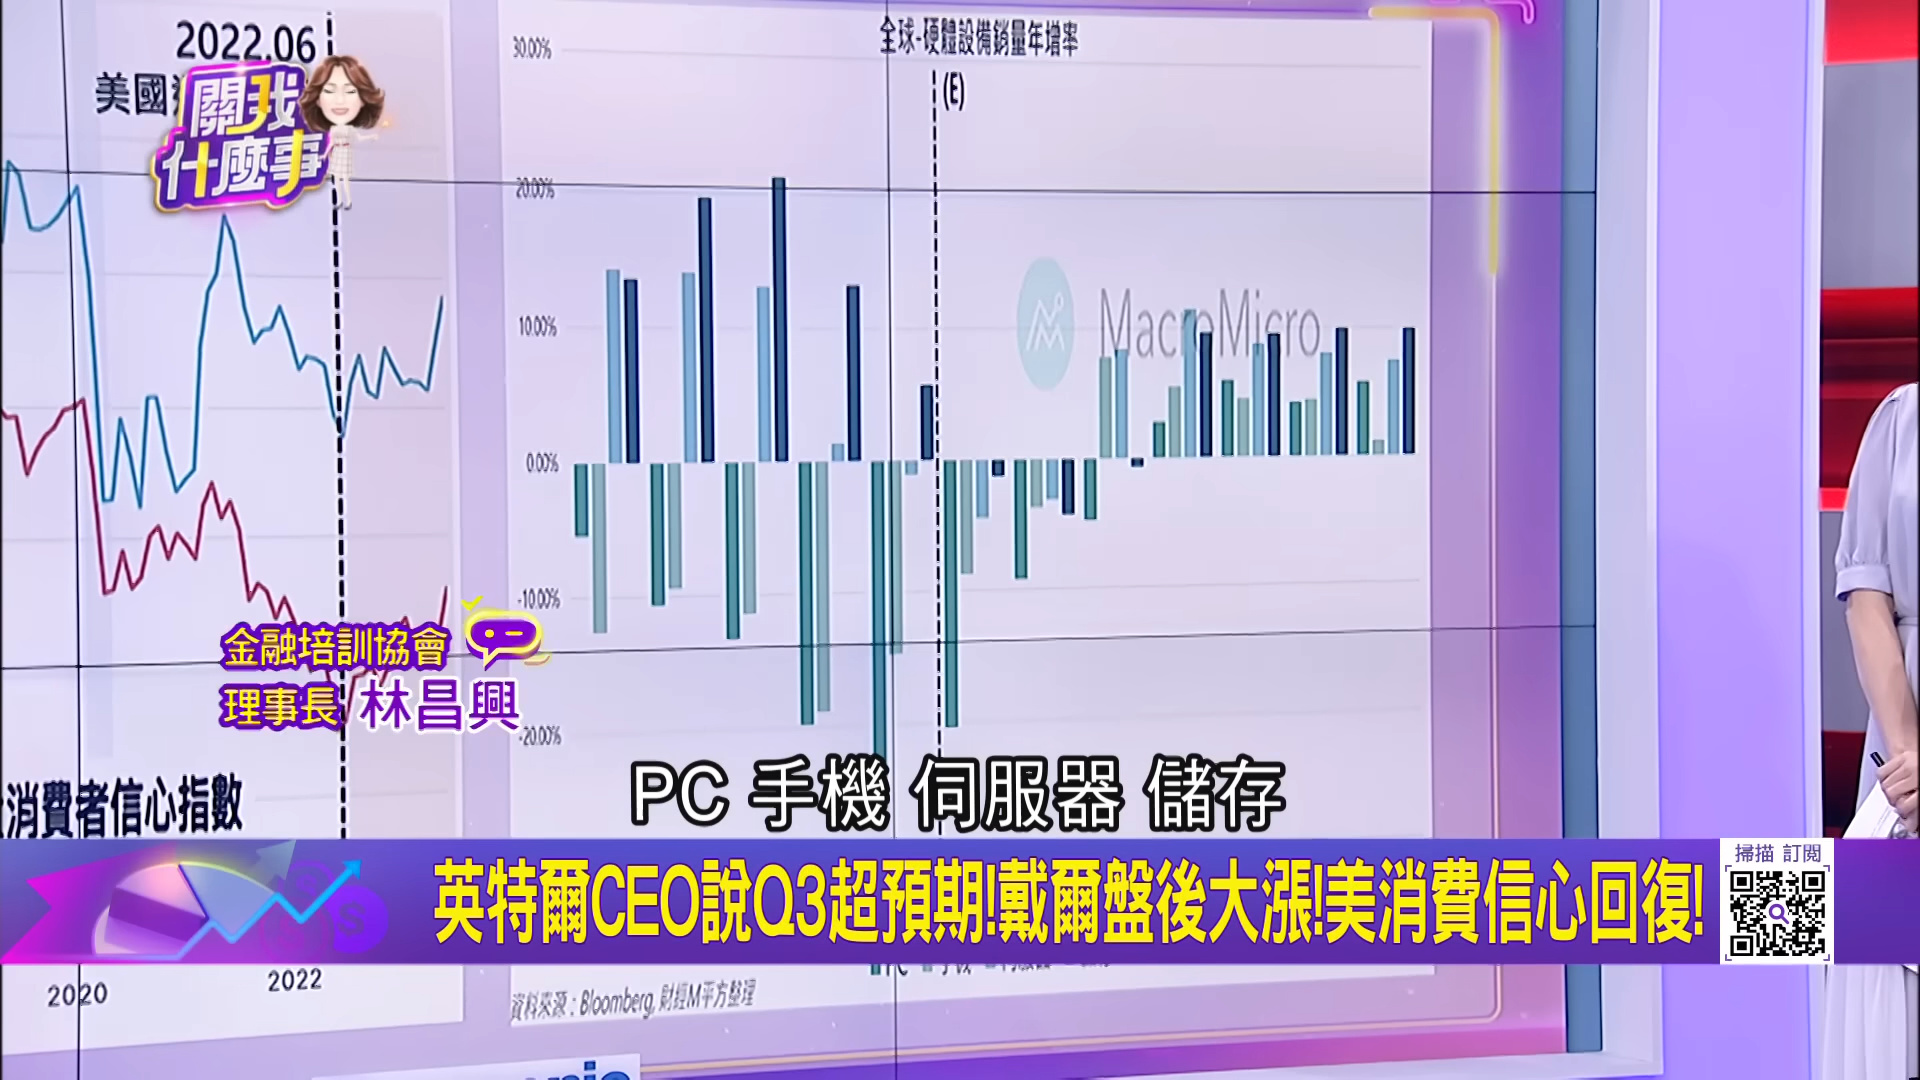 2022.06
美國
關我
什麼事
全球-硬體設備銷量年增率
(E)
30.00%
20.00%
10.00%
0.00%
-10.00%
-20.00%
MacroMicro
金融培訓協會
理事長 林昌興
消費者信心指數
PC 手機 伺服器 儲存
英特爾CEO說Q3超預期!戴爾盤後大漲!美消費信心回復!
掃描 訂閱
2020
2022
資料來源:Bloomberg, 財經M平方整理